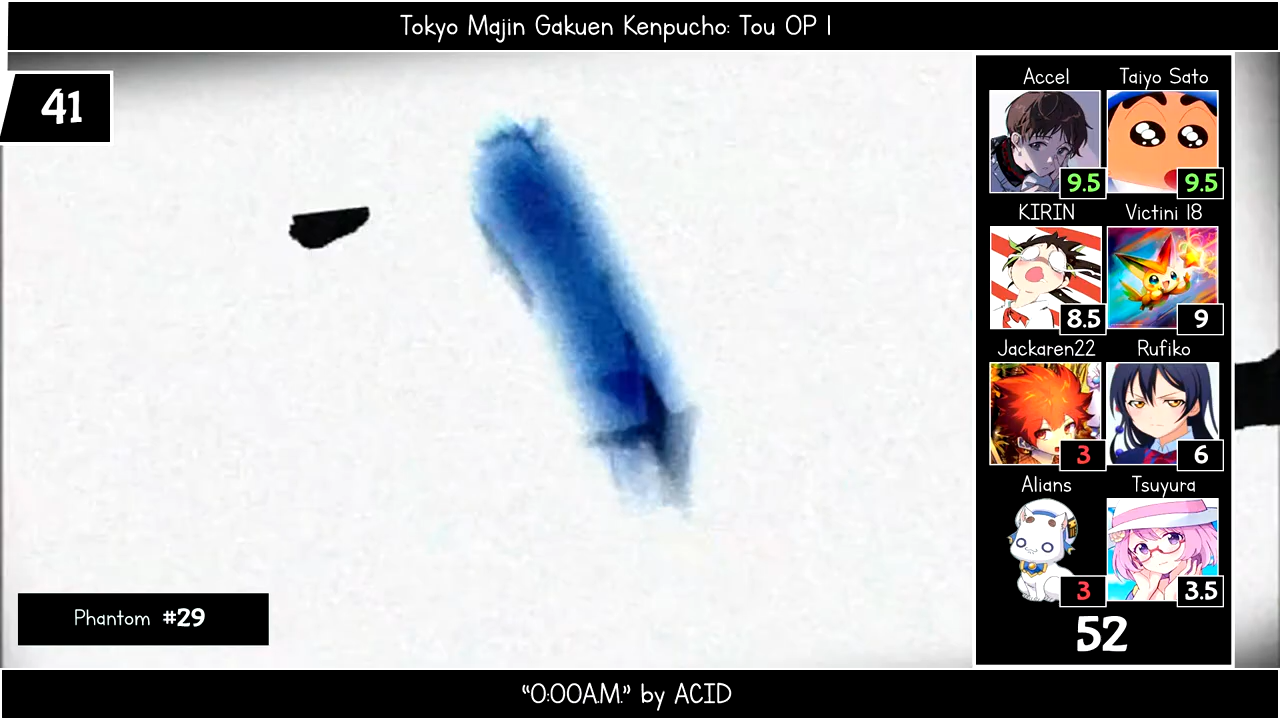 Tokyo Majin Gakuen Kenpucho: Tou OP 1
41
Accel
Taiyo Sato
9.5
9.5
KIRIN
Victini 18
8.5
9
Jackaren22
Rufiko
3
6
Alians
Tsuyura
3
3.5
52
Phantom #29
"0:00A.M." by ACID